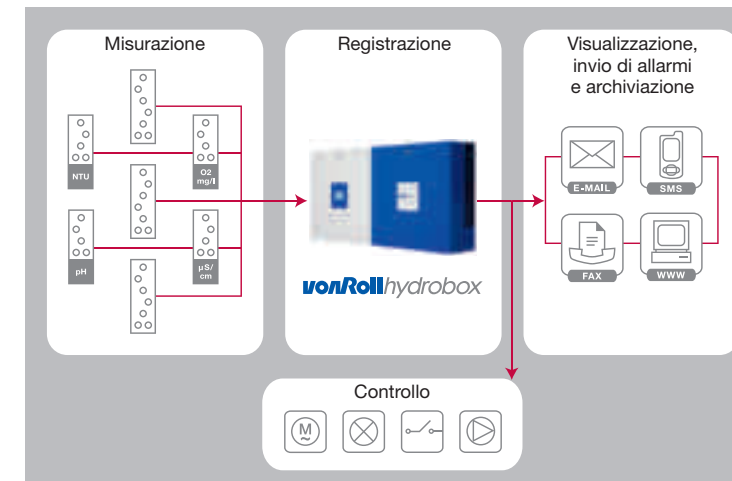 Misurazione
NTU
O2
mg/l
pH
µS/
cm
Registrazione
vonRollhydrobox
Visualizzazione,
invio di allarmi
e archiviazione
E-MAIL
SMS
FAX
WWW
Controllo
M
~